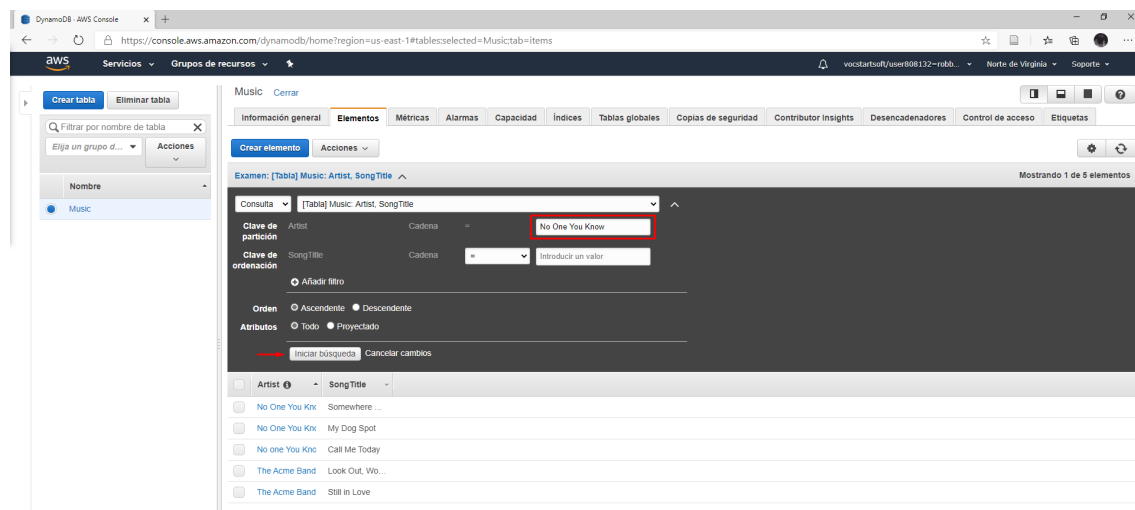 DynamoDB - AWS Console
https://console.aws.amazon.com/dynamodb/home?region=us-east-1#tables:selected=Music;tab=items
aws Servicios Grupos de recursos vocstartsoft/user808132=robb... Norte de Virginia Soporte
Crear tabla Eliminar tabla
Filtrar por nombre de tabla X
Elija un grupo d... Acciones
Nombre
Music
Music Cerrar
Información general Elementos Métricas Alarmas Capacidad Índices Tablas globales Copias de seguridad Contributor Insights Desencadenadores Control de acceso Etiquetas
Crear elemento Acciones
Examen: [Tabla] Music: Artist, SongTitle Mostrando 1 de 5 elementos
Consulta [Tabla] Music: Artist, SongTitle
Clave de partición Artist Cadena = No One You Know
Clave de ordenación SongTitle Cadena = Introducir un valor
Añadir filtro
Orden Ascendente Descendente
Atributos Todo Proyectado
Iniciar búsqueda Cancelar cambios
Artist SongTitle
No One You Knc Somewhere ...
No One You Knc My Dog Spot
No one You Knc Call Me Today
The Acme Band Look Out, Wo...
The Acme Band Still in Love